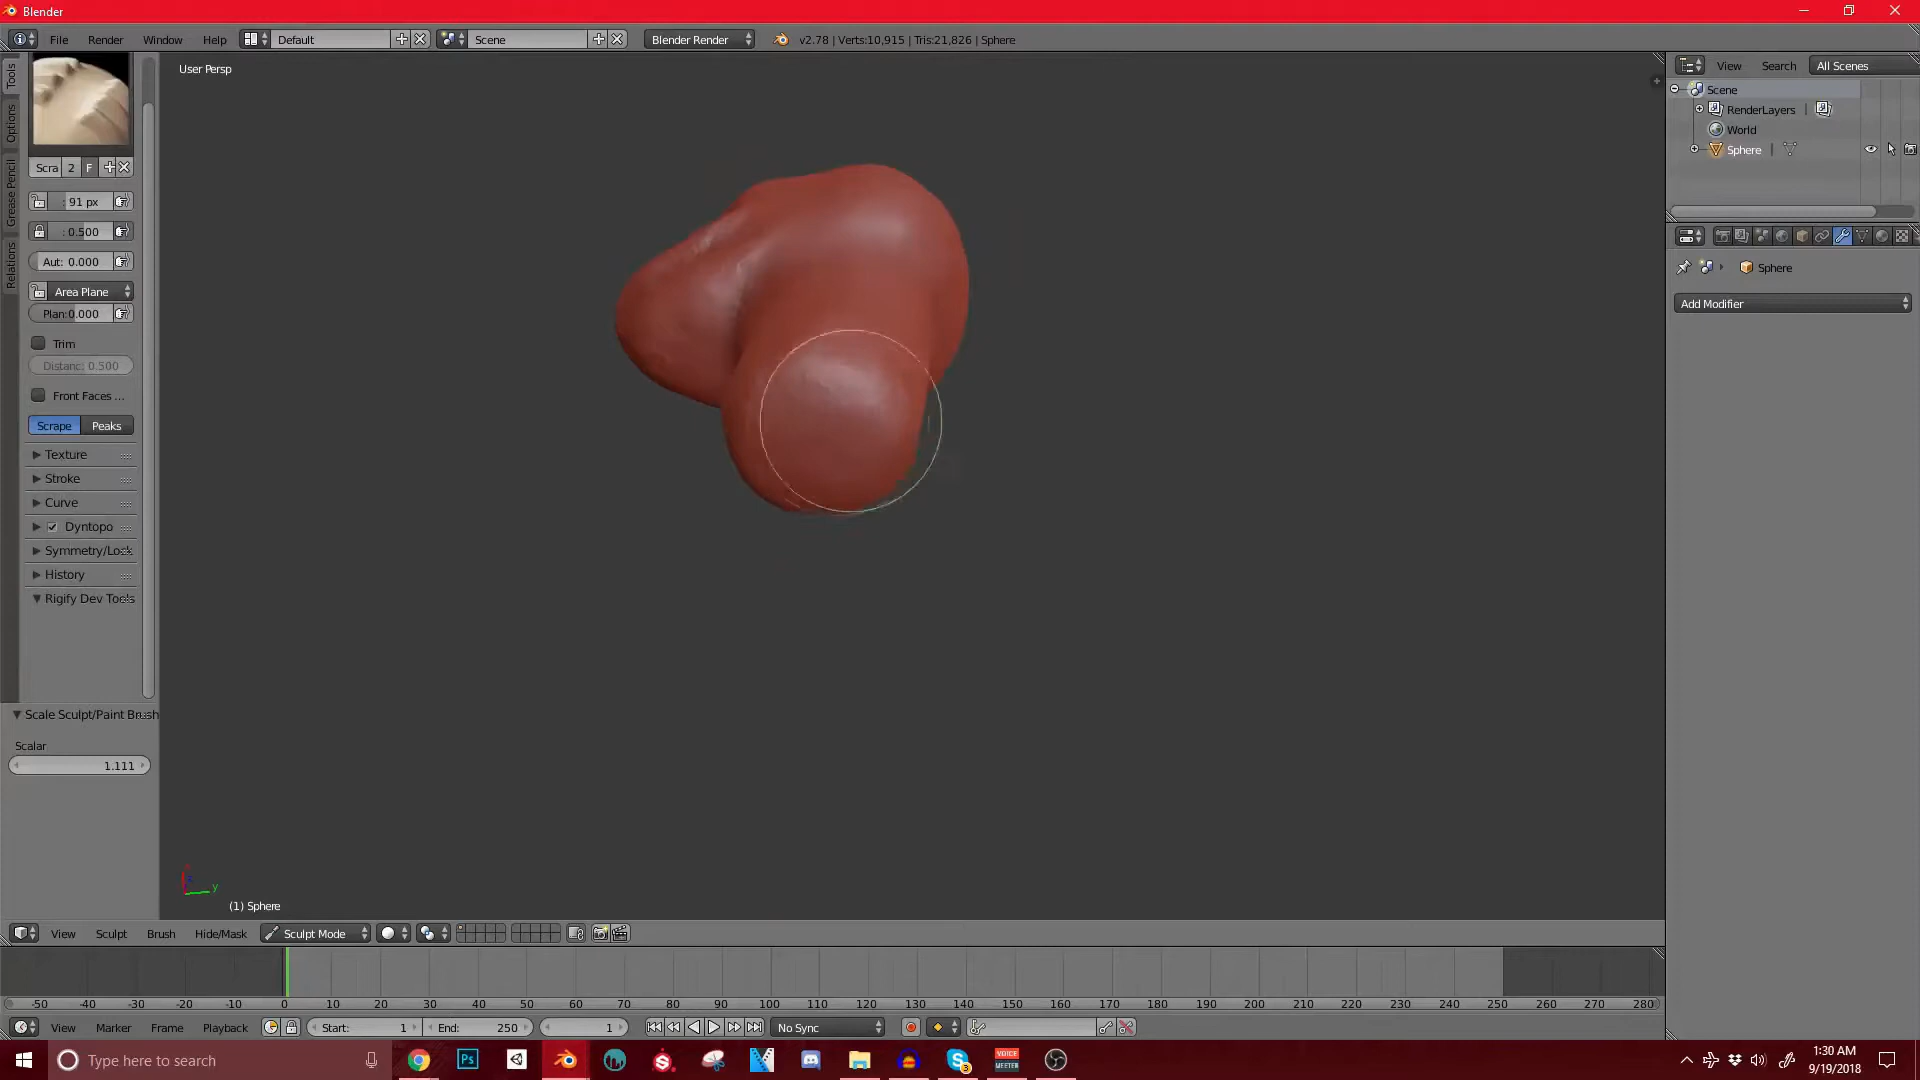 Blender
File Render Window Help Default Scene Blender Render v2.78 | Verts:10,915 | Tris:21,826 | Sphere
User Persp
View Search All Scenes
Scene
RenderLayers |
World
Sphere |
Tools
Options
Grease Pencil
Relations
Scra 2 F
: 91 px
: 0.500
Aut: 0.000
Area Plane
Plan:0.000
Trim
Distanc: 0.500
Front Faces ...
Scrape Peaks
Texture
Stroke
Curve
Dyntopo
Symmetry/Lock
History
Rigify Dev Tools
Sphere
Add Modifier
Scale Sculpt/Paint Brush
Scalar
1.111
y
(1) Sphere
View Sculpt Brush Hide/Mask Sculpt Mode
-50 -40 -30 -20 -10 0 10 20 30 40 50 60 70 80 90 100 110 120 130 140 150 160 170 180 190 200 210 220 230 240 250 260 270 280
View Marker Frame Playback Start: 1 End: 250 1 No Sync
Type here to search
Ps
3
VOICE
MEETER
1:30 AM
9/19/2018